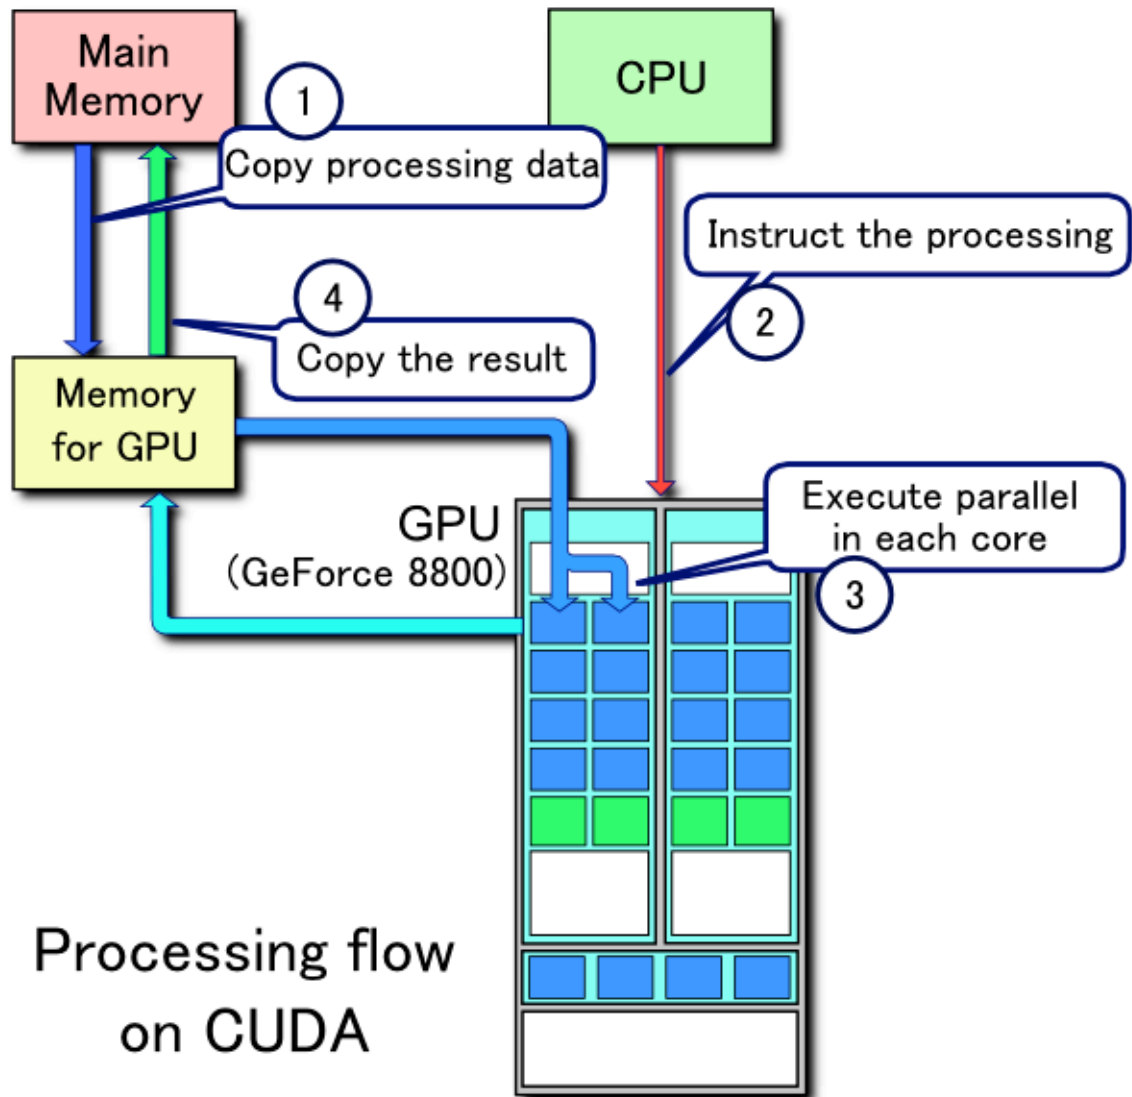 Main
Memory
1
Copy processing data
CPU
Instruct the processing
2
4
Copy the result
Memory
for GPU
GPU
(GeForce 8800)
Execute parallel
in each core
3
Processing flow
on CUDA